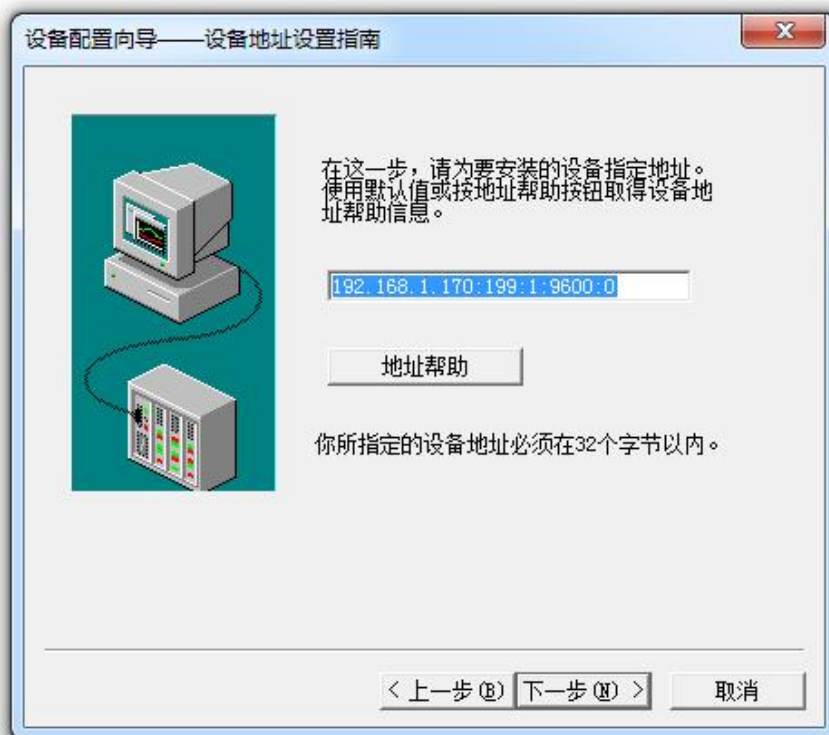 设备配置向导——设备地址设置指南
在这一步，请为要安装的设备指定地址。
使用默认值或按地址帮助按钮取得设备地
址帮助信息。
192.168.1.170:199:1:9600:0
地址帮助
你所指定的设备地址必须在32个字节以内。
< 上一步(B) 下一步(N) > 取消